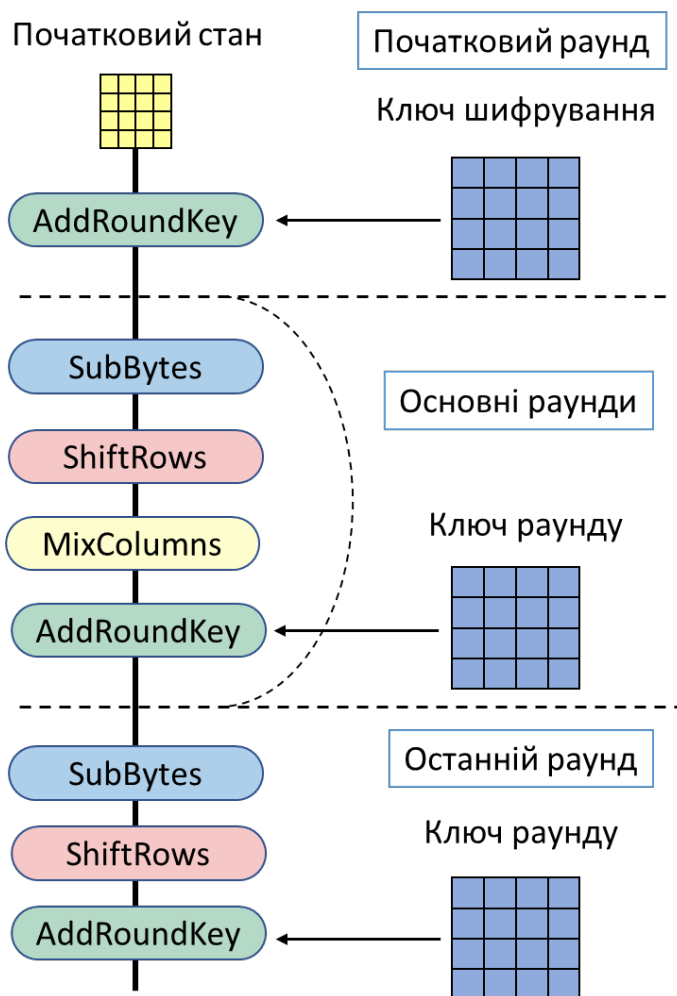 Початковий стан
Початковий раунд
Ключ шифрування
AddRoundKey
SubBytes
Основні раунди
ShiftRows
MixColumns
Ключ раунду
AddRoundKey
Останній раунд
SubBytes
Ключ раунду
ShiftRows
AddRoundKey